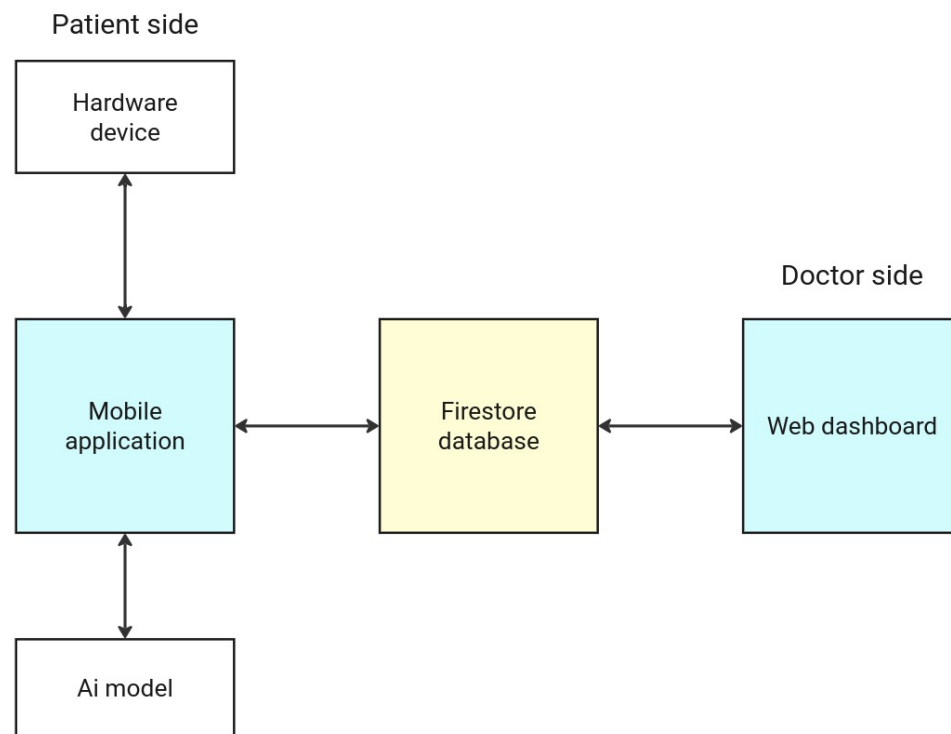 Patient side
Hardware
device
Doctor side
Mobile
application
Firestore
database
Web dashboard
Ai model